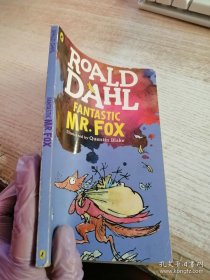 ROALD
DAHL
FANTASTIC
MR. FOX
Illustrated by Quentin Blake
FANTASTIC MR. FOX